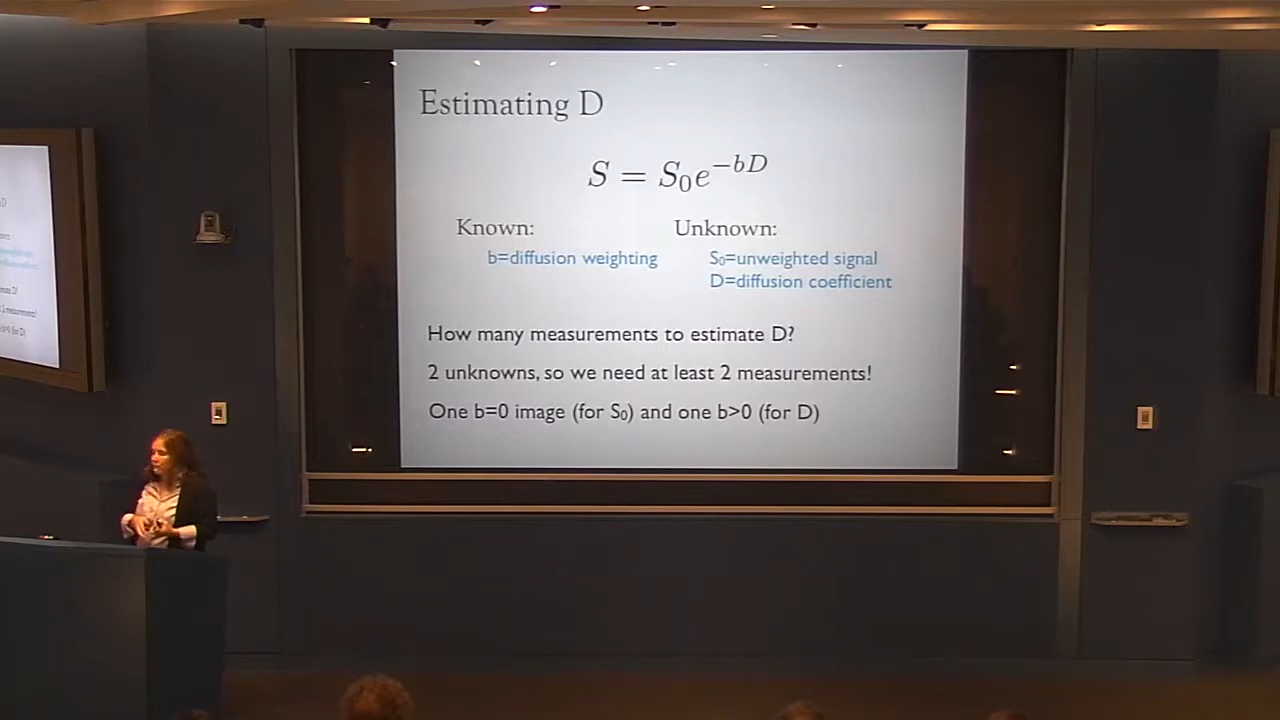 Estimating D
S = S₀e^{-bD}
Known:
Unknown:
b=diffusion weighting
S₀=unweighted signal
D=diffusion coefficient
How many measurements to estimate D?
2 unknowns, so we need at least 2 measurements!
One b=0 image (for S₀) and one b>0 (for D)